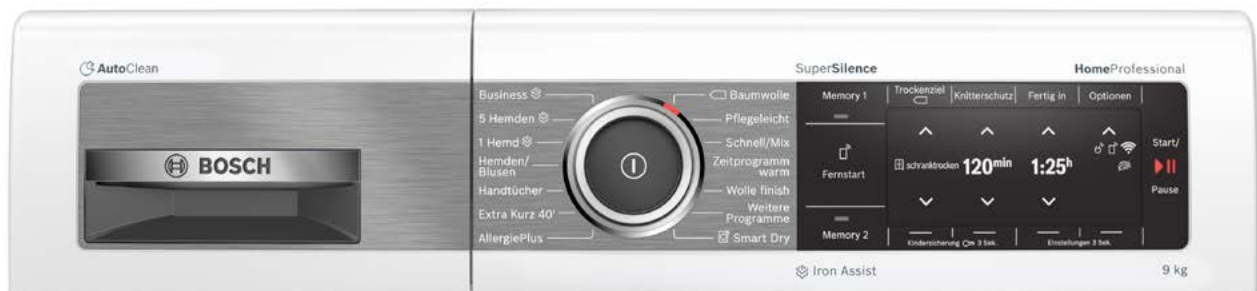 AutoClean
SuperSilence
HomeProfessional
BOSCH
Business
5 Hemden
1 Hemd
Hemden/
Blusen
Handtücher
Extra Kurz 40'
AllergiePlus
Baumwolle
Pflegeleicht
Schnell/Mix
Zeitprogramm
warm
Wolle finish
Weitere
Programme
Smart Dry
Memory 1
Fernstart
Memory 2
Trockenziel
Knitterschutz
Fertig in
Optionen
schranktrocken
120min
1:25h
Kindersicherung 3 Sek.
Einstellungen 3 Sek.
Start/
Pause
Iron Assist
9 kg